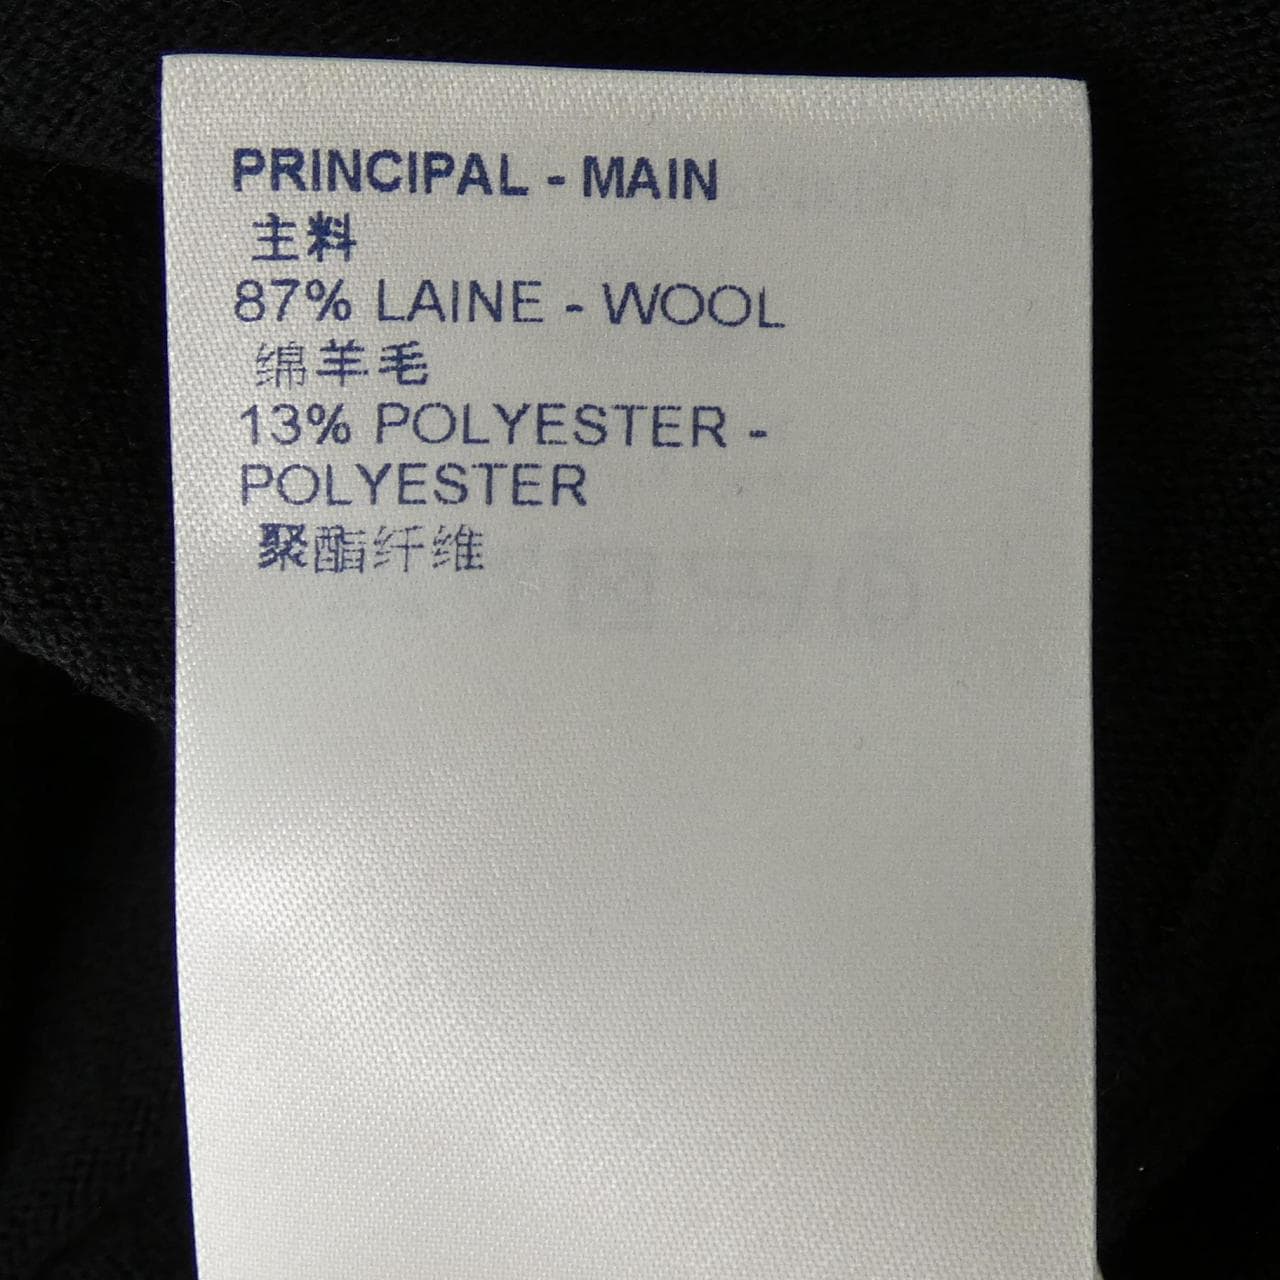 PRINCIPAL - MAIN
主料
87% LAINE - WOOL
绵羊毛
13% POLYESTER -
POLYESTER
聚酯纤维